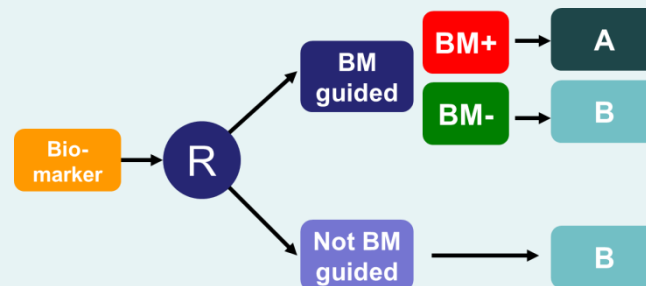 Bio-
marker
R
BM
guided
BM+
A
BM-
B
Not BM
guided
B